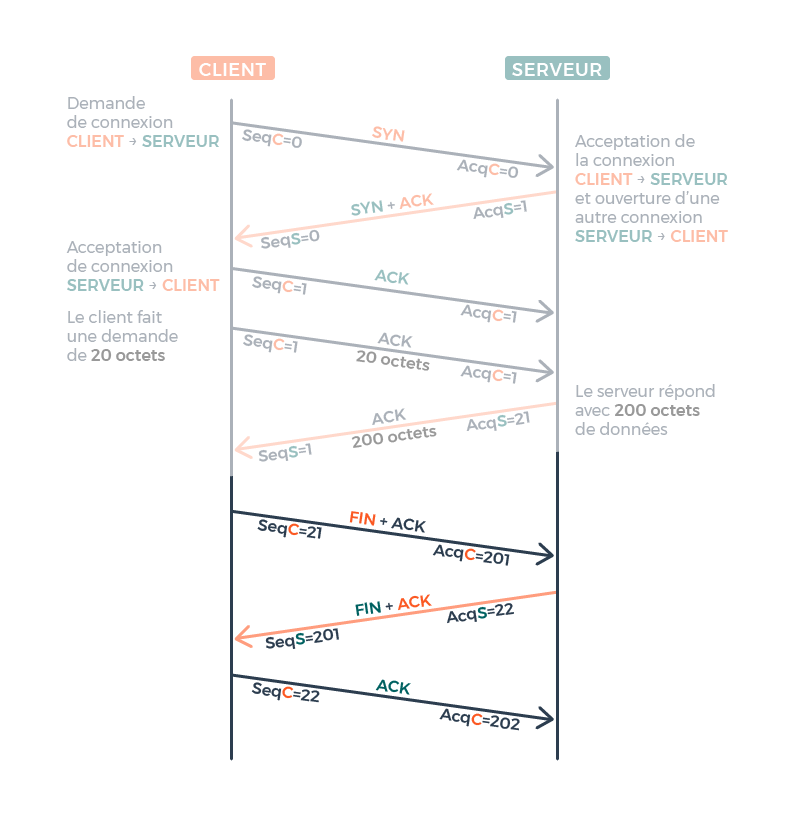 CLIENT
SERVEUR
Demande
de connexion
CLIENT → SERVEUR
SYN
SeqC=0
AcqC=0
Acceptation de
la connexion
CLIENT → SERVEUR
et ouverture d'une
autre connexion
SERVEUR → CLIENT
SYN + ACK
AcqS=1
SeqS=0
Acceptation
de connexion
SERVEUR → CLIENT
ACK
SeqC=1
AcqC=1
Le client fait
une demande
de 20 octets
ACK
SeqC=1
20 octets
AcqC=1
Le serveur répond
avec 200 octets
de données
ACK
AcqS=21
200 octets
SeqS=1
FIN + ACK
SeqC=21
AcqC=201
FIN + ACK
AcqS=22
SeqS=201
ACK
SeqC=22
AcqC=202